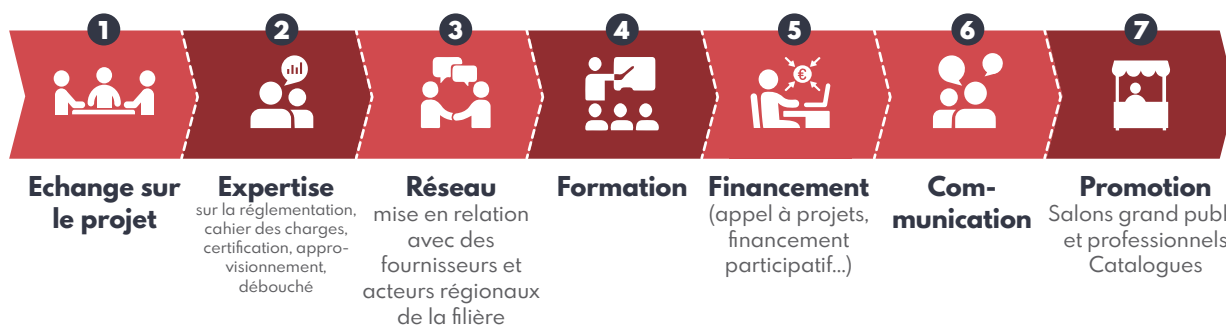 1
Echange sur
le projet
2
Expertise
sur la réglementation,
cahier des charges,
certification, appro-
visionnement,
débouché
3
Réseau
mise en relation
avec des
fournisseurs et
acteurs régionaux
de la filière
4
Formation
5
€
Financement
(appel à projets,
financement
participatif...)
6
Com-
munication
7
Promotion
Salons grand publ
et professionnels
Catalogues